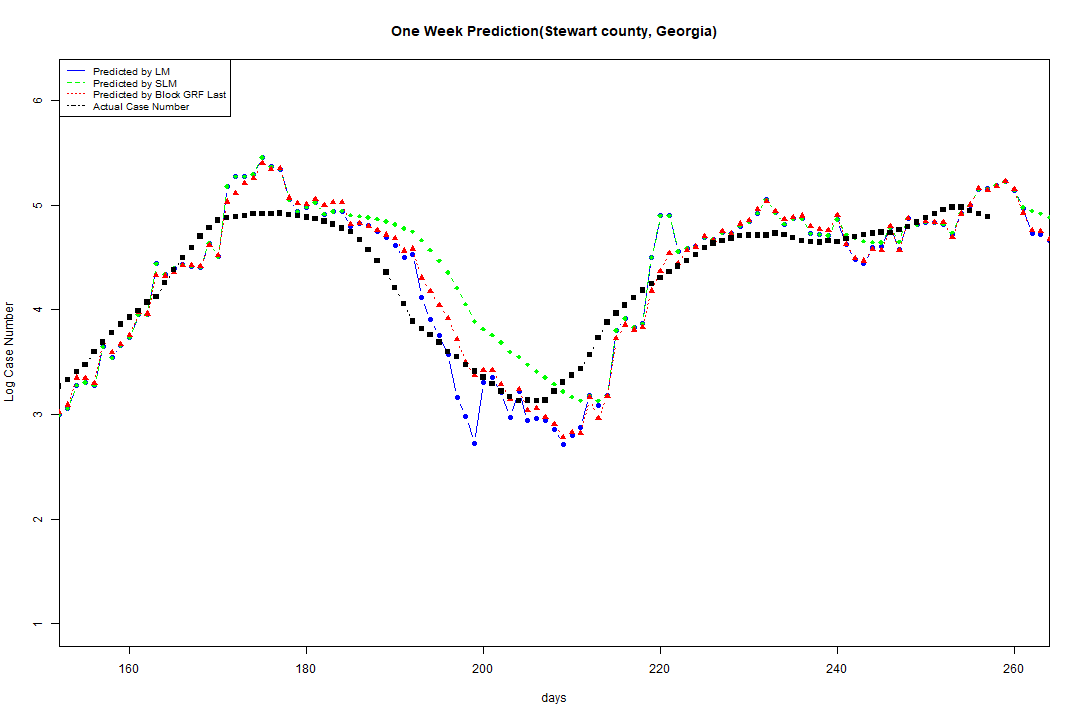 One Week Prediction(Stewart county, Georgia)
Predicted by LM
Predicted by SLM
Predicted by Block GRF Last
Actual Case Number
6
5
4
3
2
1
Log Case Number
160 180 200 220 240 260
days